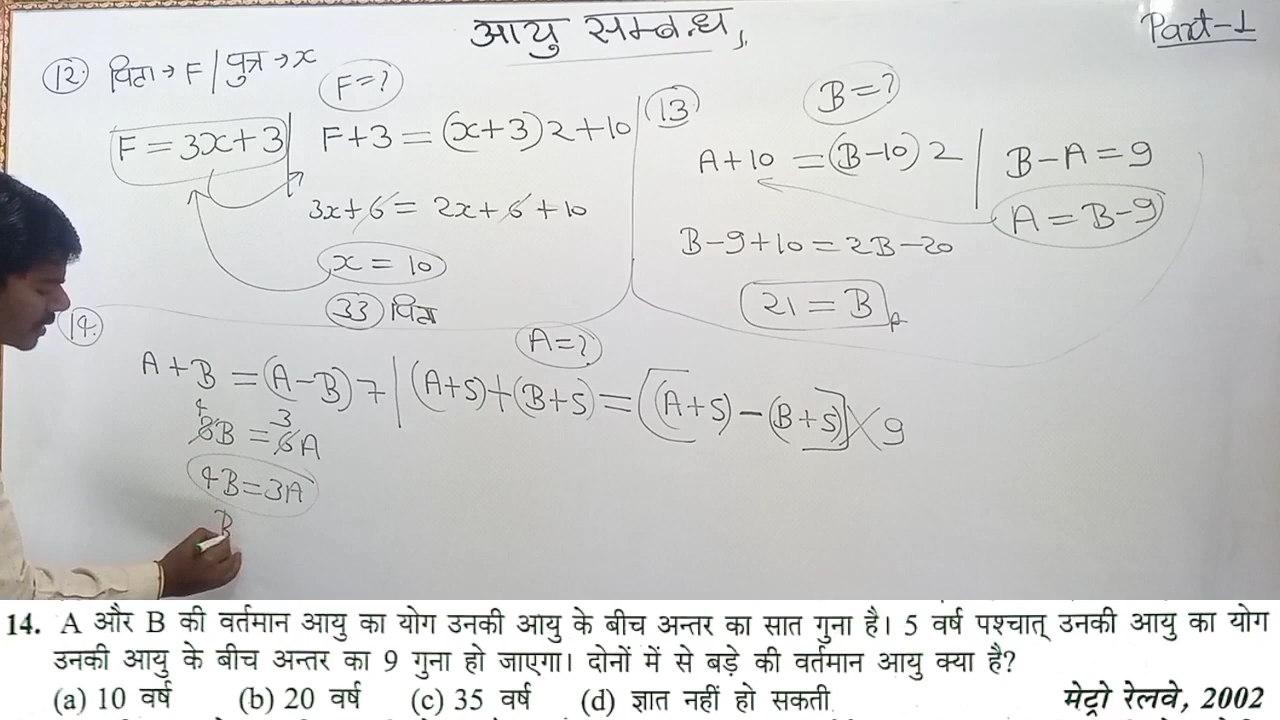 आयु सम्बन्ध,
Part-1
12. पिता → F | पुत्र → x
F = ?
F = 3x + 3 | F + 3 = (x + 3) 2 + 10
3x + 6 = 2x + 6 + 10
x = 10
33 पिता
13
B = ?
A + 10 = (B - 10) 2 | B - A = 9
A = B - 9
B - 9 + 10 = 2B - 20
21 = B
14.
A = ?
A + B = (A - B) 7 | (A + 5) + (B + 5) = [(A + 5) - (B + 5)] × 9
8B = 6A
4 3
4B = 3A
B
14. A और B की वर्तमान आयु का योग उनकी आयु के बीच अन्तर का सात गुना है। 5 वर्ष पश्चात् उनकी आयु का योग
उनकी आयु के बीच अन्तर का 9 गुना हो जाएगा। दोनों में से बड़े की वर्तमान आयु क्या है?
(a) 10 वर्ष (b) 20 वर्ष (c) 35 वर्ष (d) ज्ञात नहीं हो सकती मेट्रो रेलवे, 2002